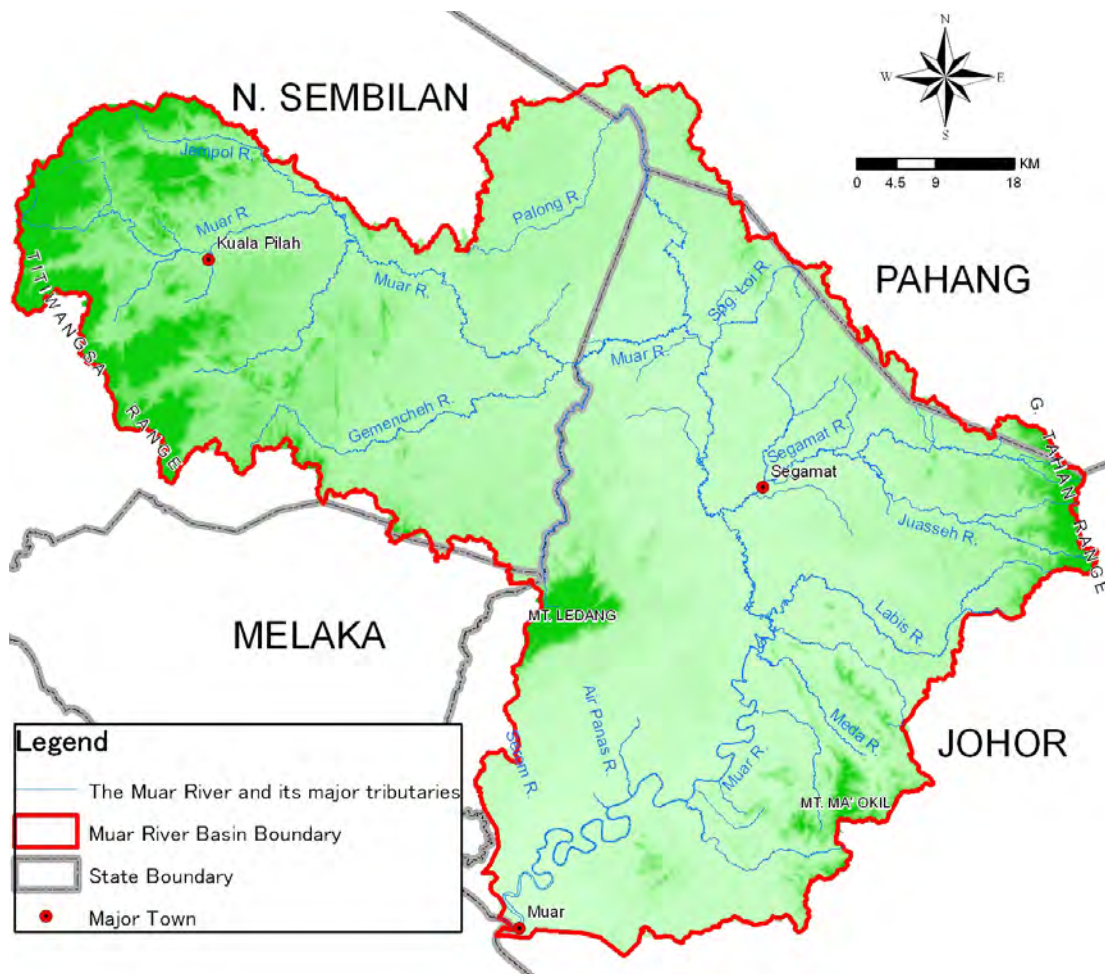 N
W E
S
N. SEMBILAN
KM
0 4.5 9 18
Jempol R.
Palong R.
Muar R.
Kuala Pilah
TITIWANGSA RANGE
Muar R.
Spg. Loi R.
PAHANG
Muar R.
Gemencheh R.
G. TAHAN RANGE
Segamat R.
Segamat
Juasseh R.
MT. LEDANG
Labis R.
MELAKA
Meda R.
JOHOR
Air Panas R.
Muar R.
MT. MA' OKIL
Muar
Legend
The Muar River and its major tributaries
Muar River Basin Boundary
State Boundary
Major Town